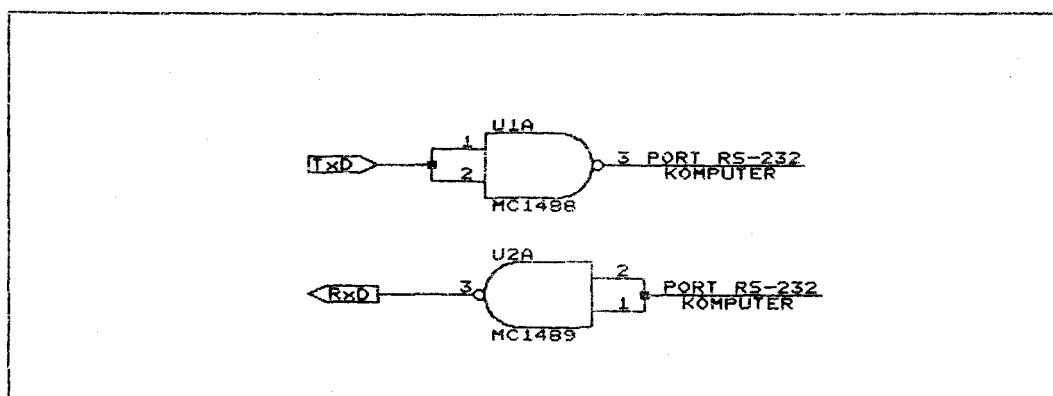 U1A
TxD
1
2
3 PORT RS-232
KOMPUTER
MC1488
U2A
RxD
3
2
1
PORT RS-232
KOMPUTER
MC1489